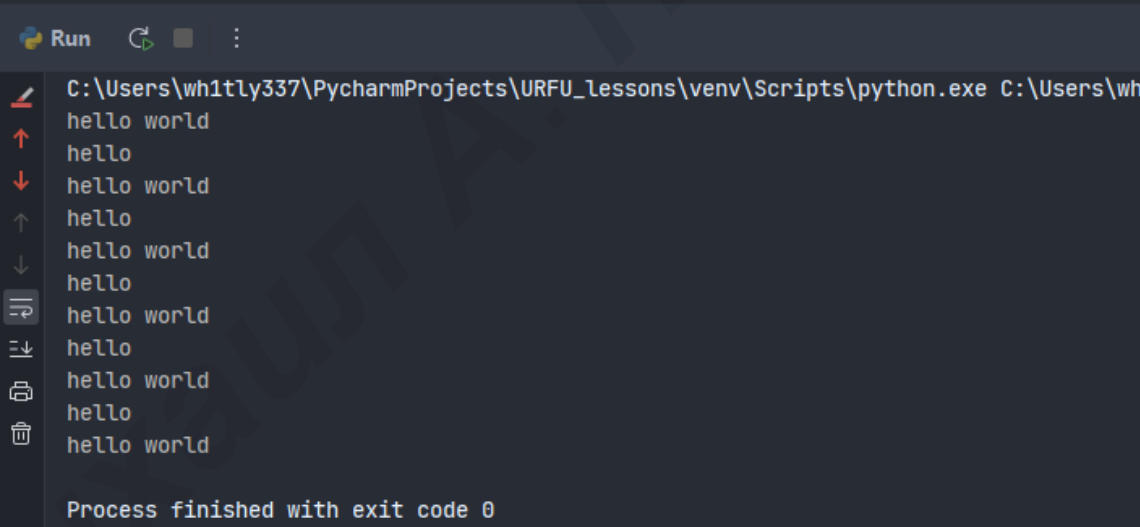 Run
C:\Users\wh1tly337\PycharmProjects\URFU_lessons\venv\Scripts\python.exe C:\Users\wh
hello world
hello
hello world
hello
hello world
hello
hello world
hello
hello world
hello
hello world
Process finished with exit code 0